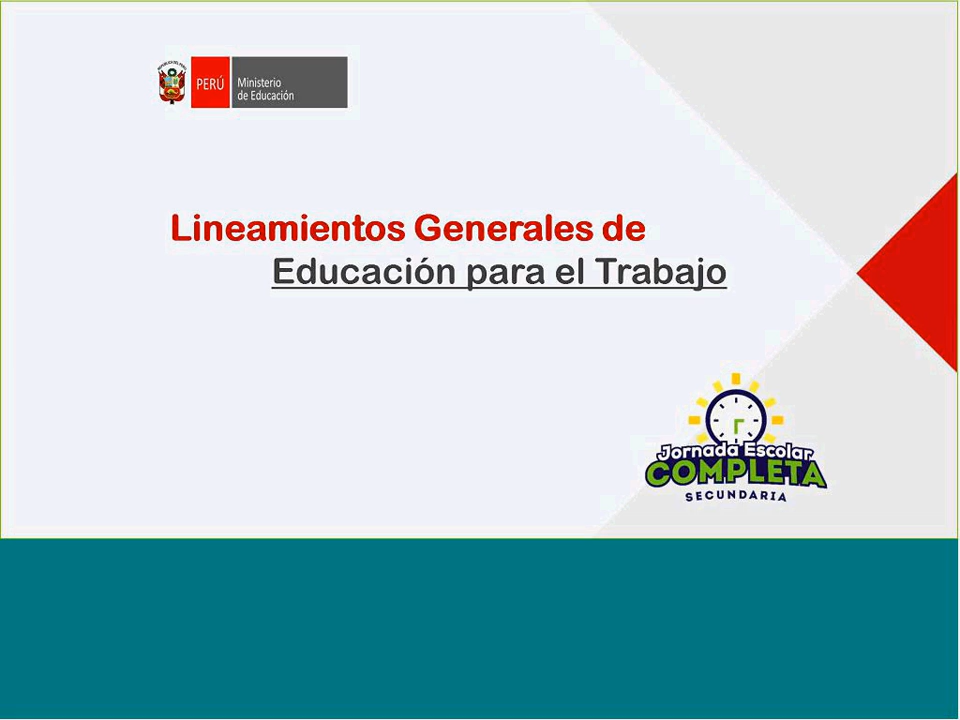 PERÚ
Ministerio
de Educación
Lineamientos Generales de
Educación para el Trabajo
Jornada Escolar
COMPLETA
SECUNDARIA